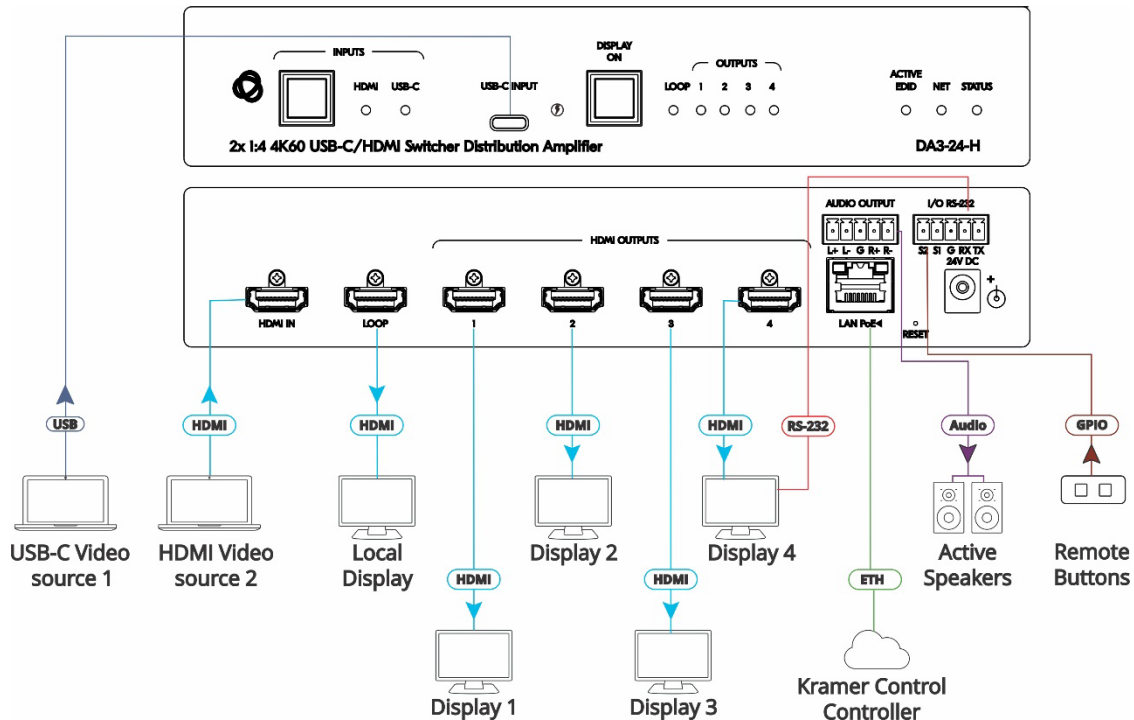 INPUTS
HDMI USB-C
USB-C INPUT
DISPLAY
ON
OUTPUTS
LOOP 1 2 3 4
ACTIVE
EDID NET STATUS
2x 1:4 4K60 USB-C/HDMI Switcher Distribution Amplifier
DA3-24-H
HDMI OUTPUTS
AUDIO OUTPUT
I/O RS-232
L+ L- G R+ R-
S2 S1 G RX TX
24V DC
HDMI IN
LOOP
1
2
3
4
LAN PoE◄
RESET
+
USB
HDMI
HDMI
HDMI
HDMI
RS-232
Audio
GPIO
USB-C Video
source 1
HDMI Video
source 2
Local
Display
Display 2
Display 4
Active
Speakers
Remote
Buttons
HDMI
HDMI
ETH
Display 1
Display 3
Kramer Control
Controller